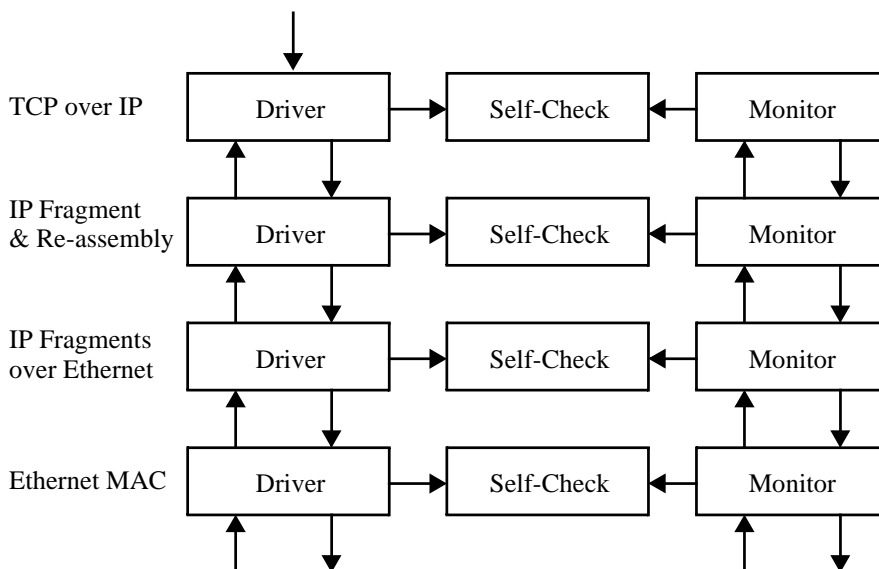 TCP over IP
Driver
Self-Check
Monitor
IP Fragment
& Re-assembly
Driver
Self-Check
Monitor
IP Fragments
over Ethernet
Driver
Self-Check
Monitor
Ethernet MAC
Driver
Self-Check
Monitor